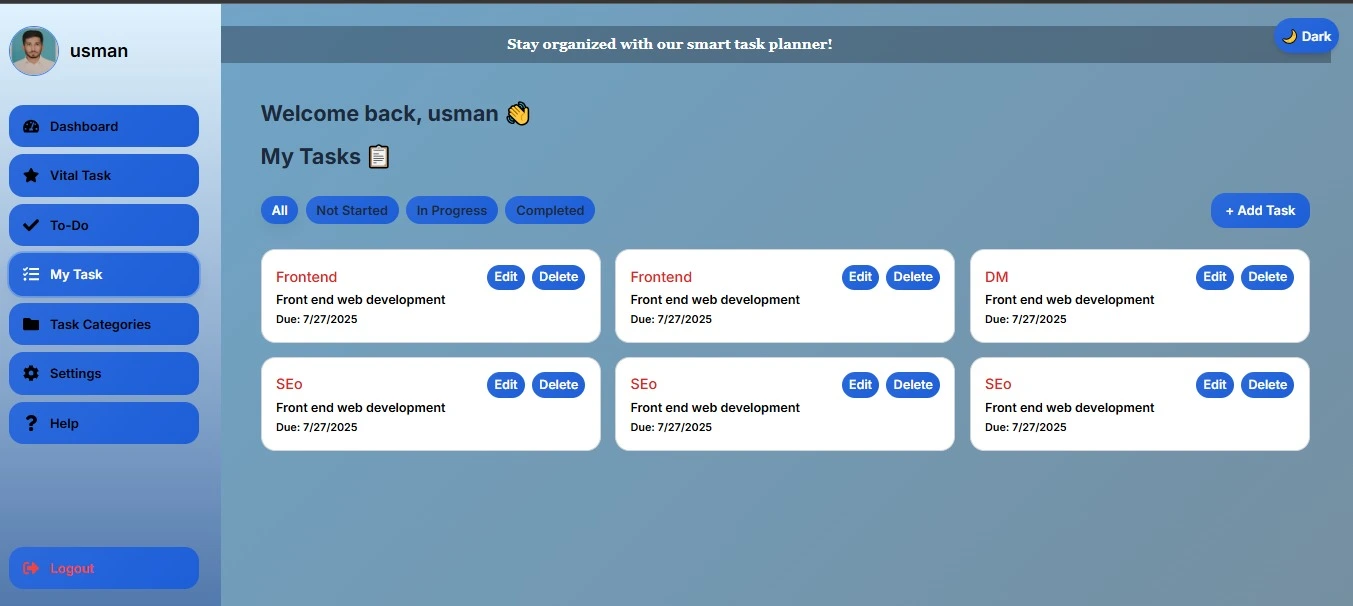 usman
Dashboard
Vital Task
To-Do
My Task
Task Categories
Settings
Help
Logout
Stay organized with our smart task planner!
🌙 Dark
Welcome back, usman 👋
My Tasks 📋
All Not Started In Progress Completed + Add Task
Frontend Edit Delete
Front end web development
Due: 7/27/2025
Frontend Edit Delete
Front end web development
Due: 7/27/2025
DM Edit Delete
Front end web development
Due: 7/27/2025
SEo Edit Delete
Front end web development
Due: 7/27/2025
SEo Edit Delete
Front end web development
Due: 7/27/2025
SEo Edit Delete
Front end web development
Due: 7/27/2025